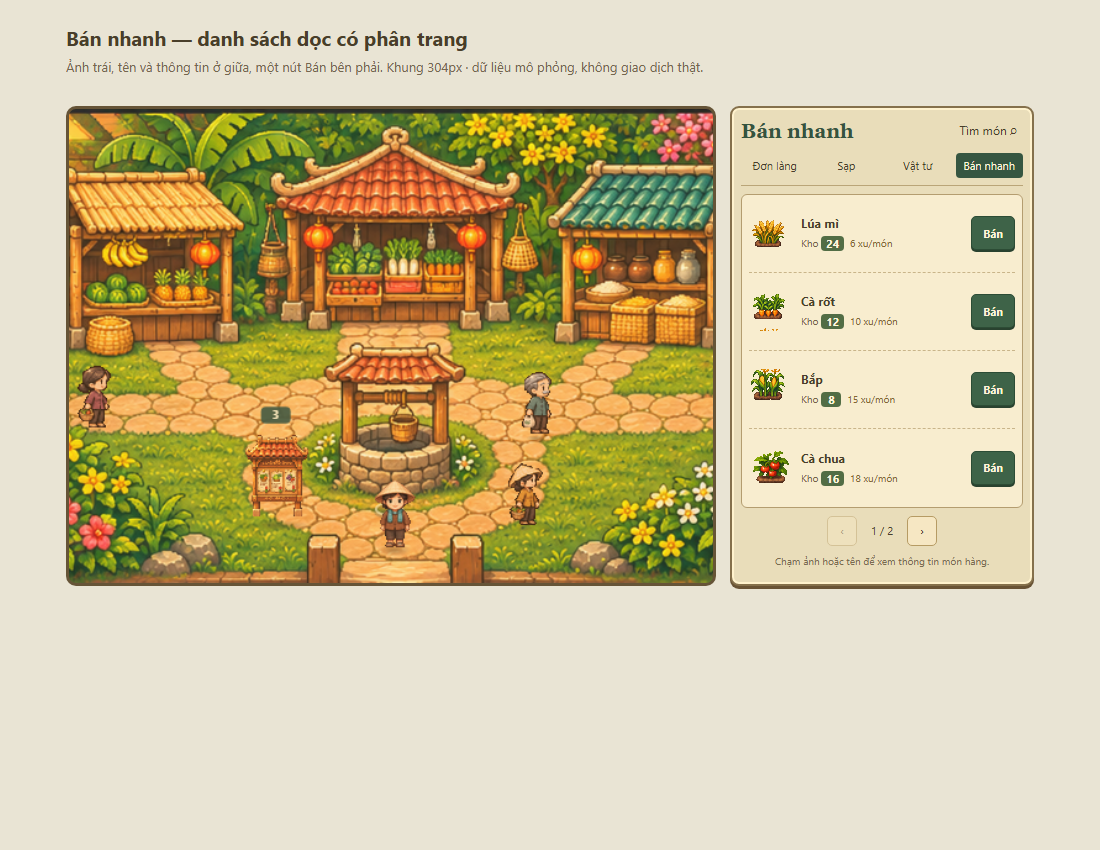 Bán nhanh — danh sách dọc có phân trang
Ảnh trái, tên và thông tin ở giữa, một nút Bán bên phải. Khung 304px · dữ liệu mô phỏng, không giao dịch thật.
3
Bán nhanh
Tìm món ⌕
Đơn làng Sạp Vật tư Bán nhanh
Lúa mì
Kho 24 6 xu/món
Bán
Cà rốt
Kho 12 10 xu/món
Bán
Bắp
Kho 8 15 xu/món
Bán
Cà chua
Kho 16 18 xu/món
Bán
‹ 1 / 2 ›
Chạm ảnh hoặc tên để xem thông tin món hàng.